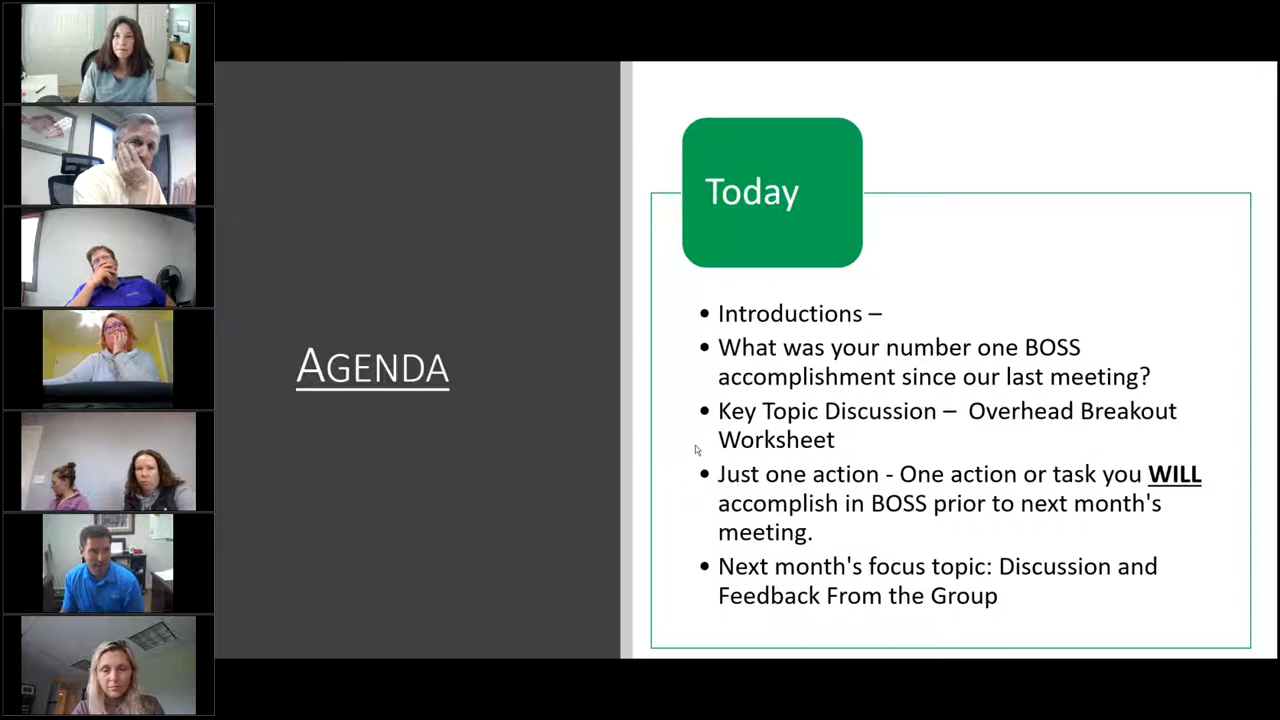 AGENDA
Today
• Introductions –
• What was your number one BOSS
accomplishment since our last meeting?
• Key Topic Discussion – Overhead Breakout
Worksheet
• Just one action - One action or task you WILL
accomplish in BOSS prior to next month's
meeting.
• Next month's focus topic: Discussion and
Feedback From the Group